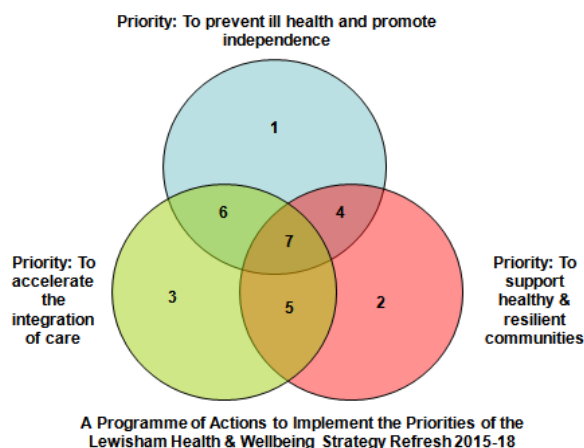 Priority: To prevent ill health and promote
independence
1
6
4
7
Priority: To
accelerate
the
integration
of care
3
5
2
Priority: To
support
healthy &
resilient
communities
A Programme of Actions to Implement the Priorities of the
Lewisham Health & Wellbeing Strategy Refresh 2015-18